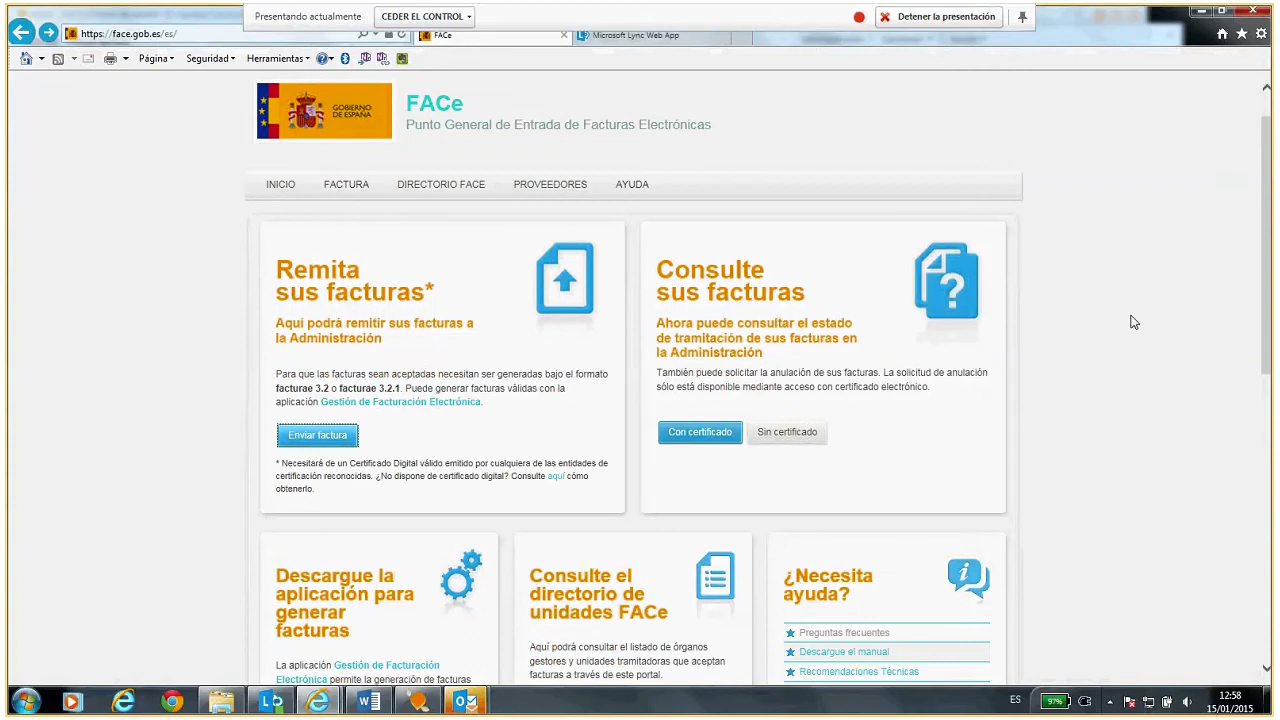 Presentando actualmente
CEDER EL CONTROL
Detener la presentación
https://face.gob.es/es/
FACe
Microsoft Lync Web App
Página
Seguridad
Herramientas
GOBIERNO
DE ESPAÑA
FACe
Punto General de Entrada de Facturas Electrónicas
INICIO
FACTURA
DIRECTORIO FACE
PROVEEDORES
AYUDA
Remita
sus facturas*
Aquí podrá remitir sus facturas a
la Administración
Para que las facturas sean aceptadas necesitan ser generadas bajo el formato
facturae 3.2 o facturae 3.2.1. Puede generar facturas válidas con la
aplicación Gestión de Facturación Electrónica.
Enviar factura
* Necesitará de un Certificado Digital válido emitido por cualquiera de las entidades de
certificación reconocidas. ¿No dispone de certificado digital? Consulte aquí cómo
obtenerlo.
Consulte
sus facturas
Ahora puede consultar el estado
de tramitación de sus facturas en
la Administración
También puede solicitar la anulación de sus facturas. La solicitud de anulación
sólo está disponible mediante acceso con certificado electrónico.
Con certificado
Sin certificado
Descargue la
aplicación para
generar
facturas
La aplicación Gestión de Facturación
Electrónica permite la generación de facturas
Consulte el
directorio de
unidades FACe
Aquí podrá consultar el listado de órganos
gestores y unidades tramitadoras que aceptan
facturas a través de este portal.
¿Necesita
ayuda?
Preguntas frecuentes
Descargue el manual
Recomendaciones Técnicas
ES
97%
12:58
15/01/2015